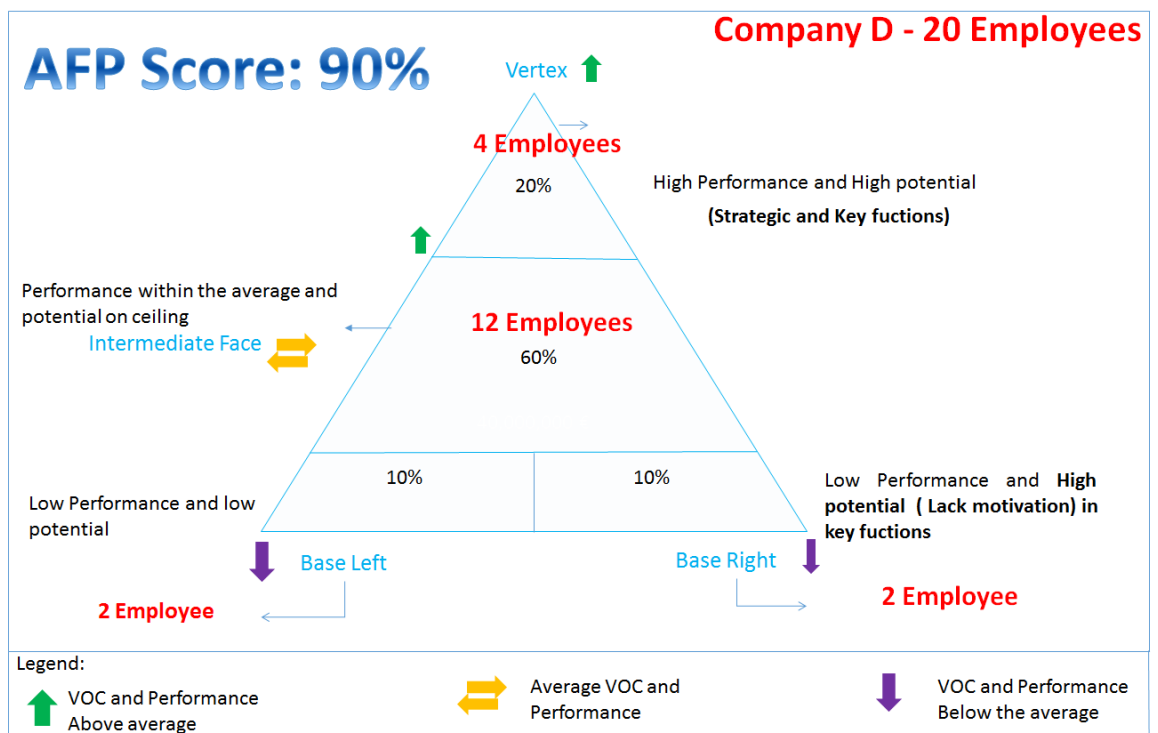 Company D - 20 Employees
AFP Score: 90%
Vertex
4 Employees
20%
High Performance and High potential
(Strategic and Key fuctions)
Performance within the average and
potential on ceiling
Intermediate Face
12 Employees
60%
10%
10%
Low Performance and low
potential
Low Performance and High
potential ( Lack motivation) in
key fuctions
Base Left
Base Right
2 Employee
2 Employee
Legend:
VOC and Performance
Above average
Average VOC and
Performance
VOC and Performance
Below the average